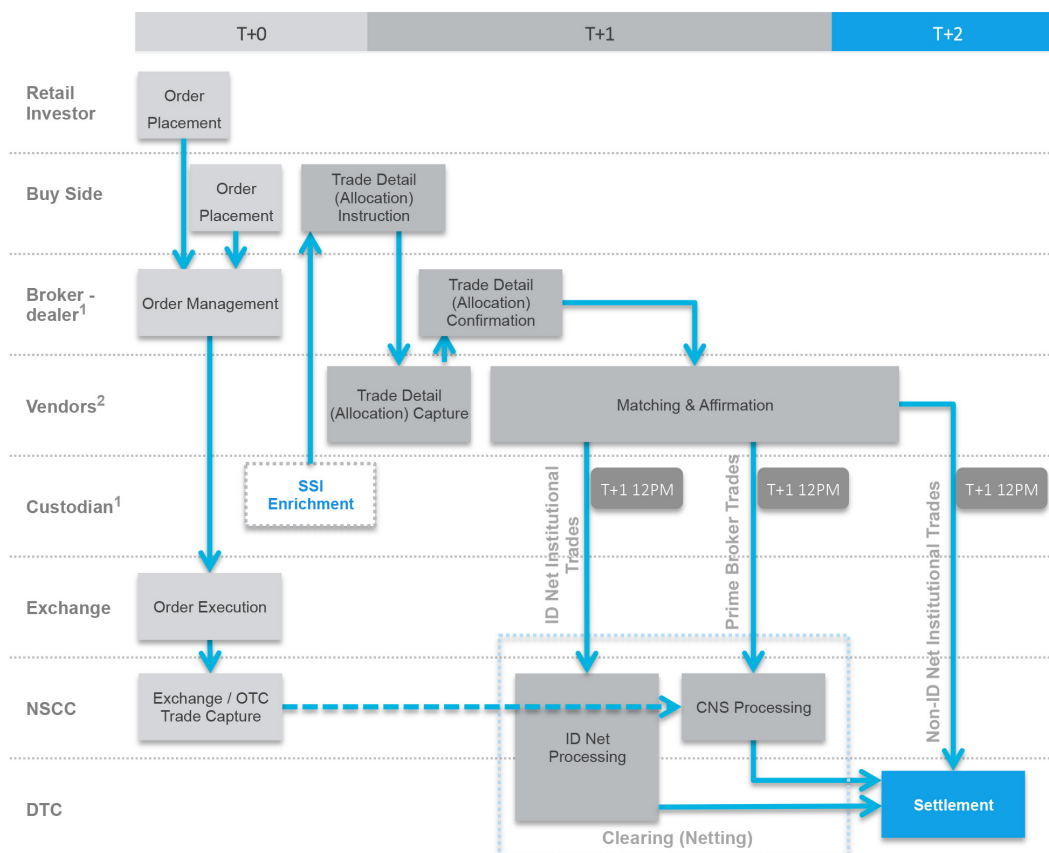 T+0
T+1
T+2
Retail
Investor
Order
Placement
Buy Side
Order
Placement
Trade Detail
(Allocation)
Instruction
Broker -
dealer1
Order Management
Trade Detail
(Allocation)
Confirmation
Vendors2
Trade Detail
(Allocation) Capture
Matching & Affirmation
Custodian1
SSI
Enrichment
ID Net Institutional
Trades
T+1 12PM
Prime Broker Trades
T+1 12PM
Non-ID Net Institutional Trades
T+1 12PM
Exchange
Order Execution
NSCC
Exchange / OTC
Trade Capture
ID Net
Processing
CNS Processing
DTC
Settlement
Clearing (Netting)